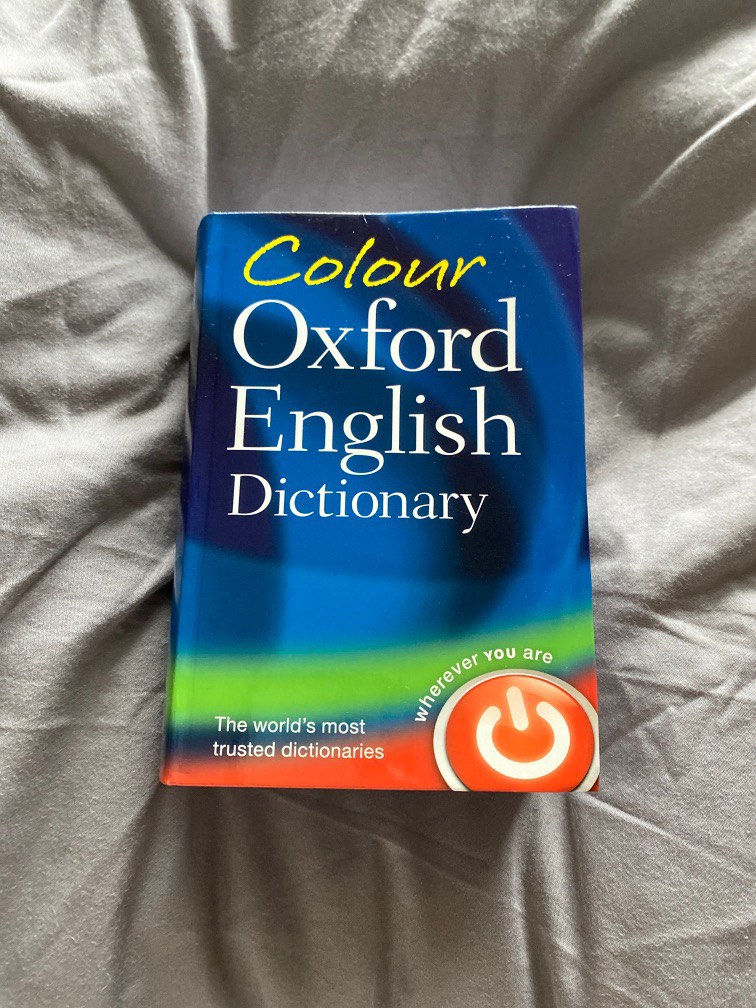 Colour
Oxford
English
Dictionary
wherever YOU are
The world's most
trusted dictionaries